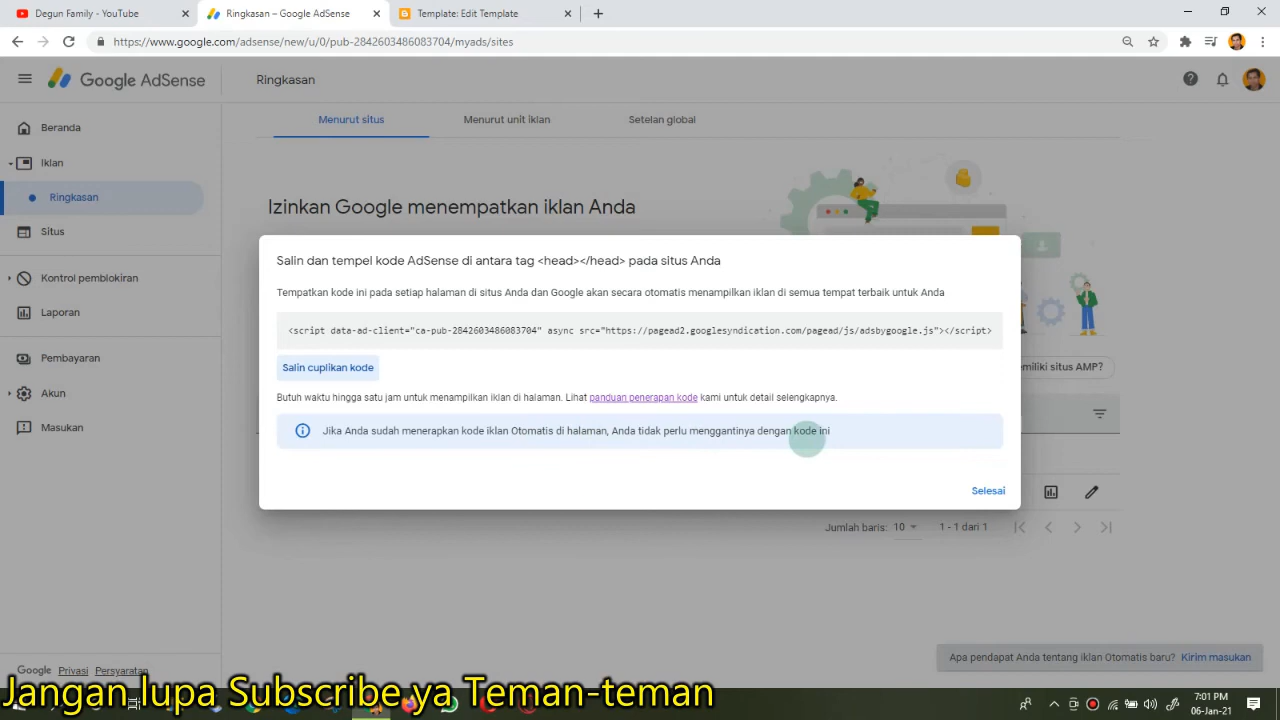 Degun Family - YouTube
Ringkasan – Google AdSense
Template: Edit Template
https://www.google.com/adsense/new/u/0/pub-2842603486083704/myads/sites
Google AdSense
Ringkasan
Menurut situs
Menurut unit iklan
Setelan global
Beranda
Iklan
Ringkasan
Situs
Kontrol pemblokiran
Laporan
Pembayaran
Akun
Masukan
Izinkan Google menempatkan iklan Anda
Salin dan tempel kode AdSense di antara tag <head></head> pada situs Anda
Tempatkan kode ini pada setiap halaman di situs Anda dan Google akan secara otomatis menampilkan iklan di semua tempat terbaik untuk Anda
<script data-ad-client="ca-pub-2842603486083704" async src="https://pagead2.googlesyndication.com/pagead/js/adsbygoogle.js"></script>
Salin cuplikan kode
emiliki situs AMP?
Butuh waktu hingga satu jam untuk menampilkan iklan di halaman. Lihat panduan penerapan kode kami untuk detail selengkapnya.
Jika Anda sudah menerapkan kode iklan Otomatis di halaman, Anda tidak perlu menggantinya dengan kode ini
Selesai
Jumlah baris: 10
1 - 1 dari 1
Apa pendapat Anda tentang iklan Otomatis baru? Kirim masukan
Google Privasi Persyaratan
Jangan lupa Subscribe ya Teman-teman
7:01 PM
06-Jan-21